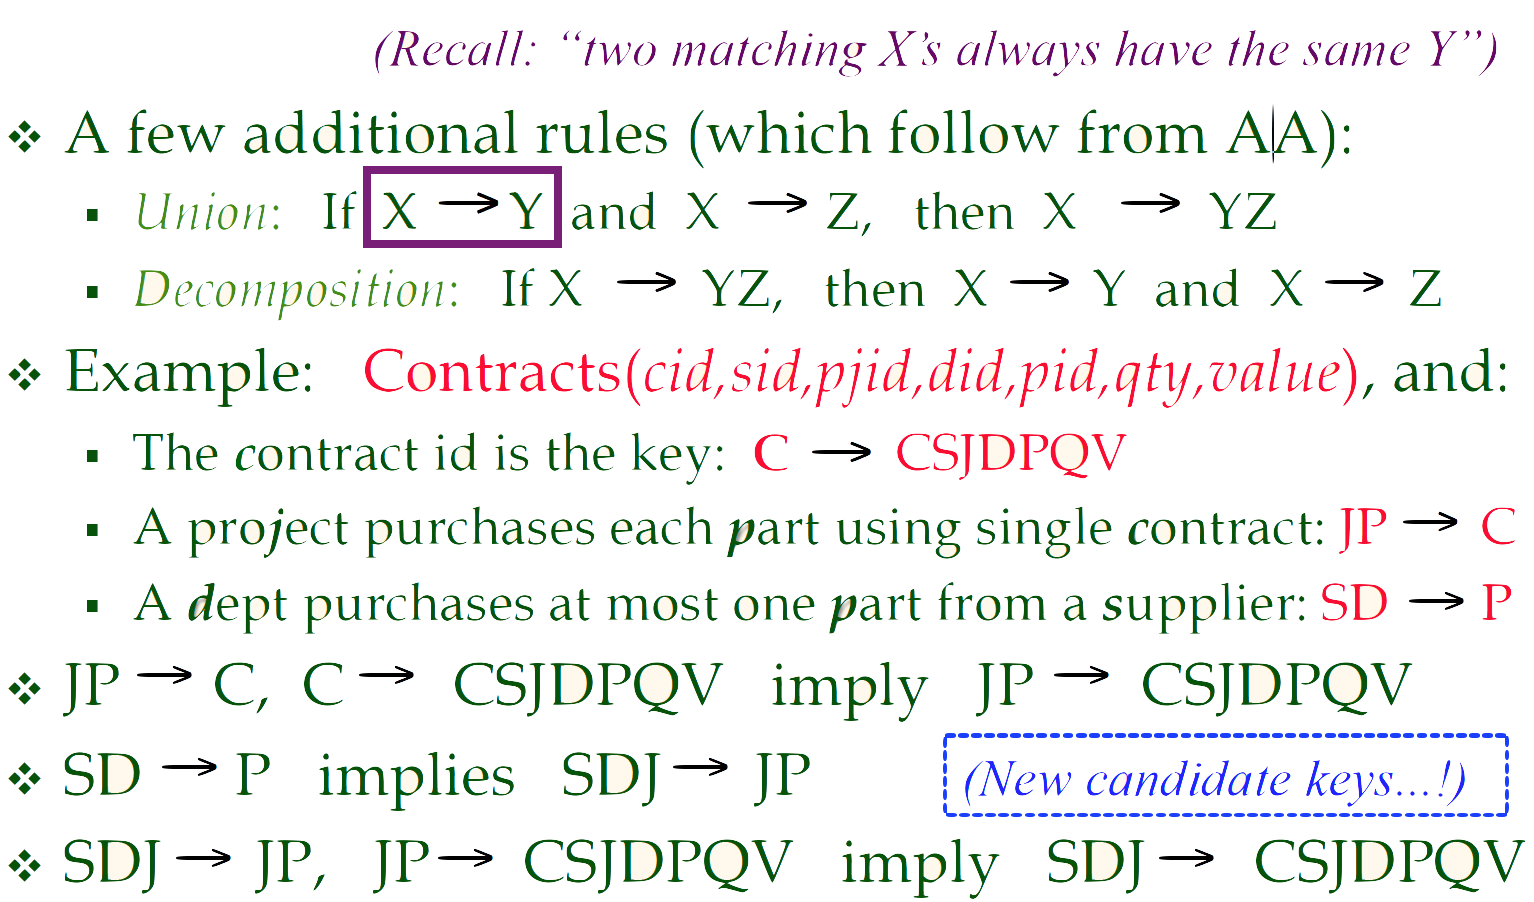 (Recall: “two matching X’s always have the same Y”)
❖ A few additional rules (which follow from AA):
▪ Union: If X → Y and X → Z, then X → YZ
▪ Decomposition: If X → YZ, then X → Y and X → Z
❖ Example: Contracts(cid,sid,pjid,did,pid,qty,value), and:
▪ The contract id is the key: C → CSJDPQV
▪ A project purchases each part using single contract: JP → C
▪ A dept purchases at most one part from a supplier: SD → P
❖ JP → C, C → CSJDPQV imply JP → CSJDPQV
❖ SD → P implies SDJ → JP
(New candidate keys...!)
❖ SDJ → JP, JP → CSJDPQV imply SDJ → CSJDPQV